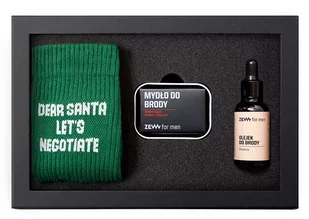 DEAR SANTA
LET'S
NEGOTIATE
MYDŁO DO
BRODY
ZEW for men
ZEW for men
OLEJEK
DO BRODY